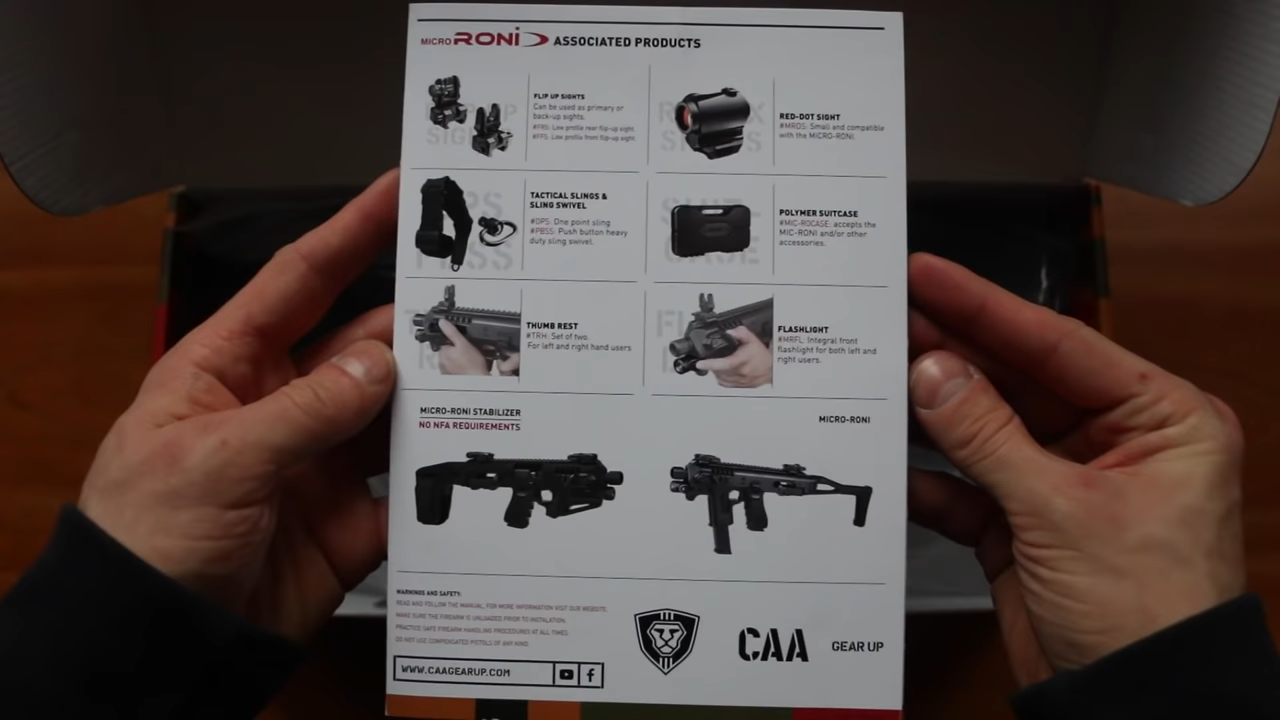 MICRO RONI ASSOCIATED PRODUCTS
FLIP UP SIGHTS
Can be used as primary or
back-up sights.
#FRS: Low profile rear flip-up sight.
#FFS: Low profile front flip-up sight.
RED-DOT SIGHT
#MRDS: Small and compatible
with the MICRO-RONI.
TACTICAL SLINGS &
SLING SWIVEL
#OPS: One point sling
#PBSS: Push button heavy
duty sling swivel.
POLYMER SUITCASE
#MIC-ROCASE: accepts the
MIC-RONI and/or other
accessories.
THUMB REST
#TRH: Set of two.
For left and right hand users
FLASHLIGHT
#MRFL: Integral front
flashlight for both left and
right users.
MICRO-RONI STABILIZER
NO NFA REQUIREMENTS
MICRO-RONI
WARNINGS AND SAFETY:
READ AND FOLLOW THE MANUAL, FOR MORE INFORMATION VISIT OUR WEBSITE.
MAKE SURE THE FIREARM IS UNLOADED PRIOR TO INSTALATION.
PRACTICE SAFE FIREARM HANDLING PROCEDURES AT ALL TIMES.
DO NOT USE COMPENSATED PISTOLS OF ANY KIND.
WWW.CAAGEARUP.COM
CAA GEAR UP